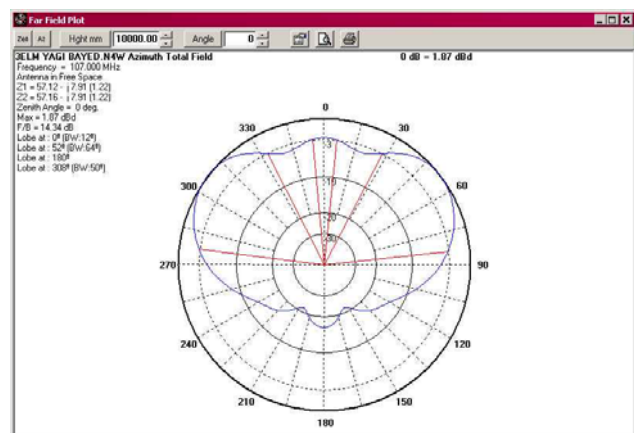 Far Field Plot
Zen Az Hght mm 10000.00 Angle 0
3ELM YAGI BAYED.N4W Azimuth Total Field 0 dB = 1.87 dBd
Frequency = 107.000 MHz
Antenna in Free Space
Z1 = 57.12 - j 7.91 (1.22)
Z2 = 57.16 - j 7.91 (1.22)
Zenith Angle = 0 deg.
Max = 1.87 dBd
F/B = 14.34 dB
Lobe at : 0º (BW:12º)
Lobe at : 52º (BW:64º)
Lobe at : 180º
Lobe at : 308º (BW:50º)
0
330 30
-3
300 60
-10
-20
-30
270 90
240 120
210 150
180